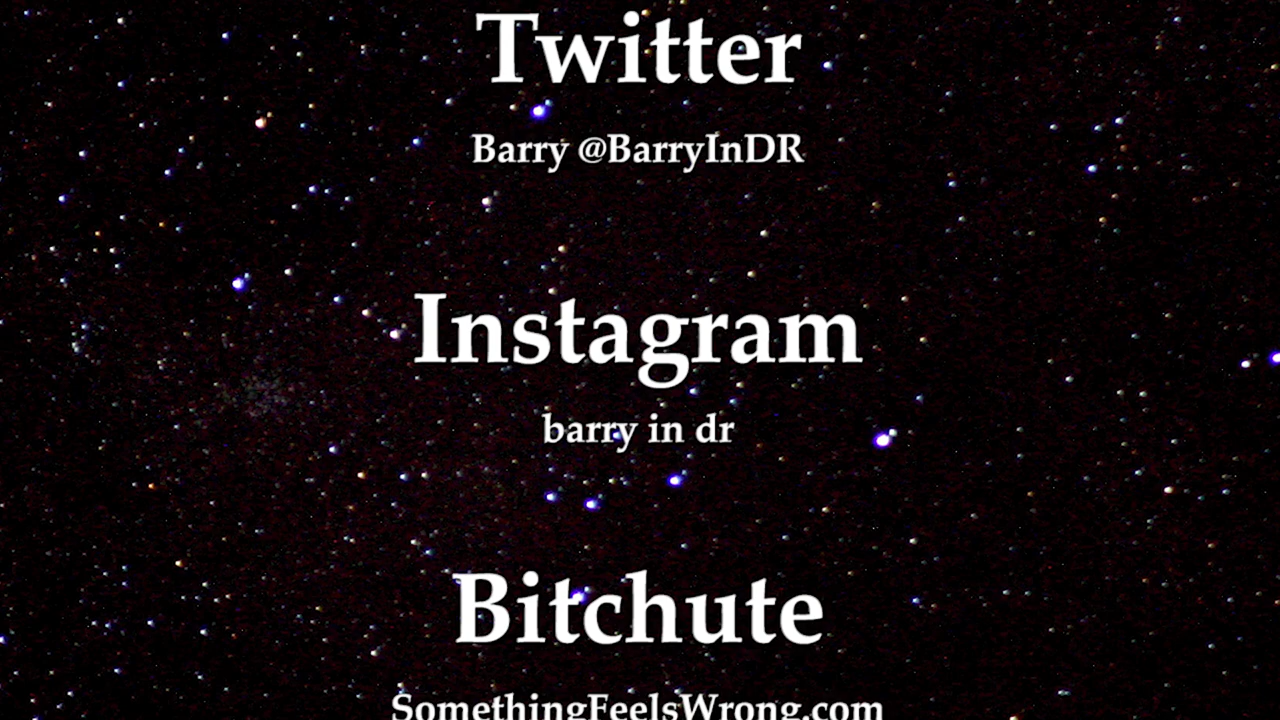 Twitter
Barry @BarryInDR
Instagram
barry in dr
Bitchute
SomethingFeelsWrong.com